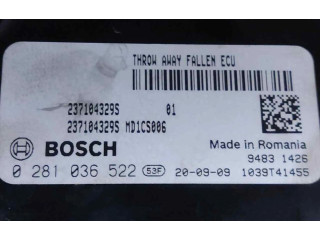 THROW AWAY FALLEN ECU
237104329S 01
237104329S MD1CS006
BOSCH
Made in Romania
9483 1426
0 281 036 522 53F 20-09-09 1039T41455